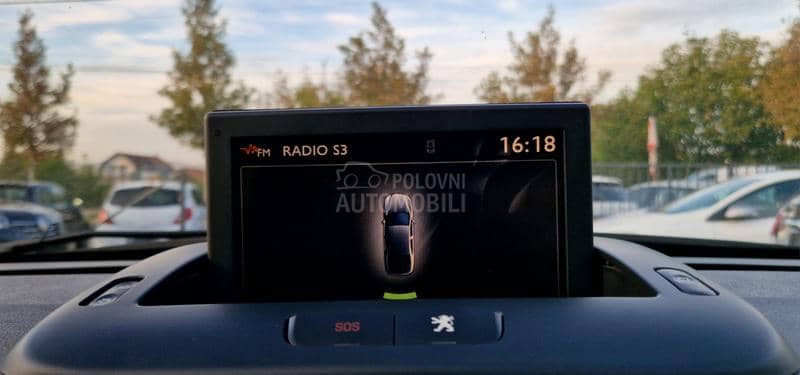 FM RADIO S3 16:18
POLOVNI
AUTOMOBILI
SOS